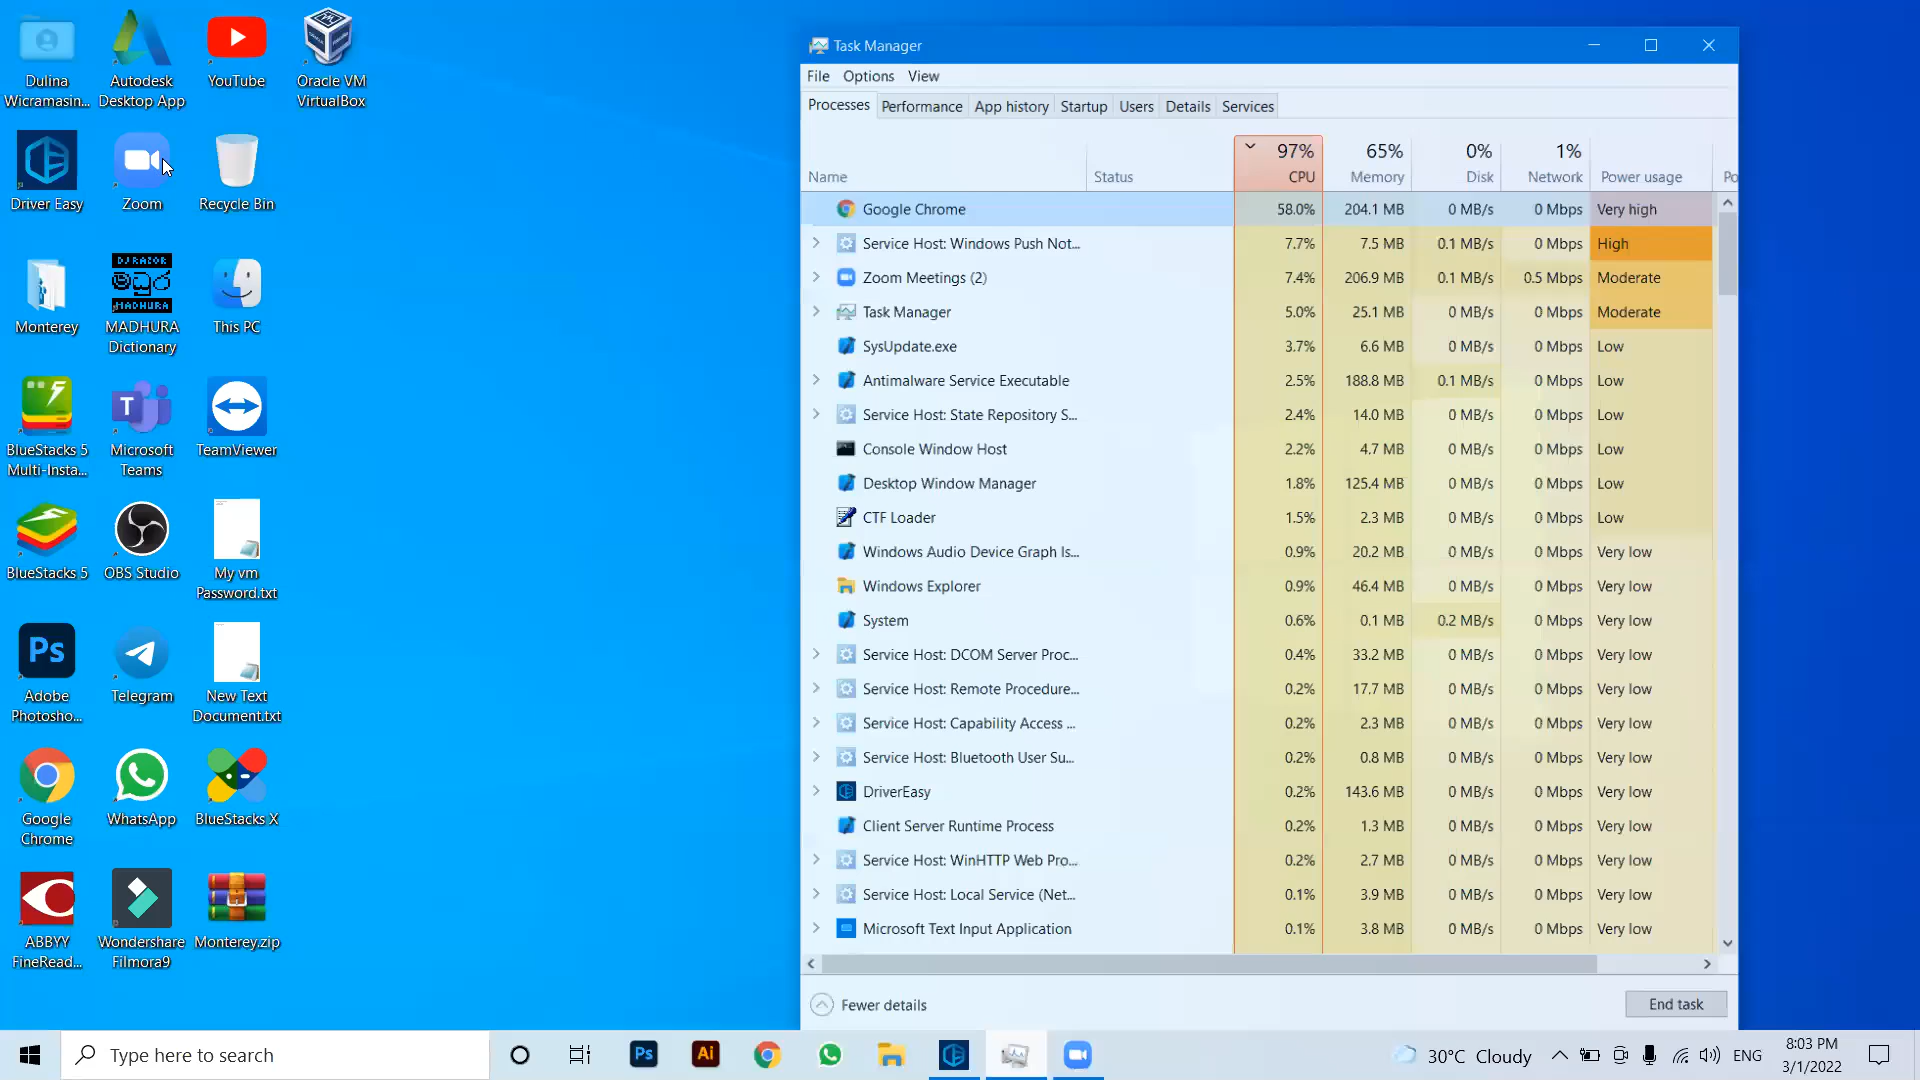 Dulina
Wicramasin...
Autodesk
Desktop App
YouTube
Oracle VM
VirtualBox
Driver Easy
Zoom
Recycle Bin
Monterey
DJ RAZOR
මධුර
MADHURA
MADHURA
Dictionary
This PC
BlueStacks 5
Multi-Insta...
T
Microsoft
Teams
TeamViewer
BlueStacks 5
OBS Studio
My vm
Password.txt
Ps
Adobe
Photosho...
Telegram
New Text
Document.txt
Google
Chrome
WhatsApp
BlueStacks X
ABBYY
FineRead...
Wondershare
Filmora9
Monterey.zip
Task Manager
File Options View
Processes Performance App history Startup Users Details Services
97% 65% 0% 1%
Name Status CPU Memory Disk Network Power usage Po
Google Chrome 58.0% 204.1 MB 0 MB/s 0 Mbps Very high
Service Host: Windows Push Not... 7.7% 7.5 MB 0.1 MB/s 0 Mbps High
Zoom Meetings (2) 7.4% 206.9 MB 0.1 MB/s 0.5 Mbps Moderate
Task Manager 5.0% 25.1 MB 0 MB/s 0 Mbps Moderate
SysUpdate.exe 3.7% 6.6 MB 0 MB/s 0 Mbps Low
Antimalware Service Executable 2.5% 188.8 MB 0.1 MB/s 0 Mbps Low
Service Host: State Repository S... 2.4% 14.0 MB 0 MB/s 0 Mbps Low
Console Window Host 2.2% 4.7 MB 0 MB/s 0 Mbps Low
Desktop Window Manager 1.8% 125.4 MB 0 MB/s 0 Mbps Low
CTF Loader 1.5% 2.3 MB 0 MB/s 0 Mbps Low
Windows Audio Device Graph Is... 0.9% 20.2 MB 0 MB/s 0 Mbps Very low
Windows Explorer 0.9% 46.4 MB 0 MB/s 0 Mbps Very low
System 0.6% 0.1 MB 0.2 MB/s 0 Mbps Very low
Service Host: DCOM Server Proc... 0.4% 33.2 MB 0 MB/s 0 Mbps Very low
Service Host: Remote Procedure... 0.2% 17.7 MB 0 MB/s 0 Mbps Very low
Service Host: Capability Access ... 0.2% 2.3 MB 0 MB/s 0 Mbps Very low
Service Host: Bluetooth User Su... 0.2% 0.8 MB 0 MB/s 0 Mbps Very low
DriverEasy 0.2% 143.6 MB 0 MB/s 0 Mbps Very low
Client Server Runtime Process 0.2% 1.3 MB 0 MB/s 0 Mbps Very low
Service Host: WinHTTP Web Pro... 0.2% 2.7 MB 0 MB/s 0 Mbps Very low
Service Host: Local Service (Net... 0.1% 3.9 MB 0 MB/s 0 Mbps Very low
Microsoft Text Input Application 0.1% 3.8 MB 0 MB/s 0 Mbps Very low
Fewer details End task
Type here to search Ps Ai 30°C Cloudy ENG 8:03 PM
3/1/2022